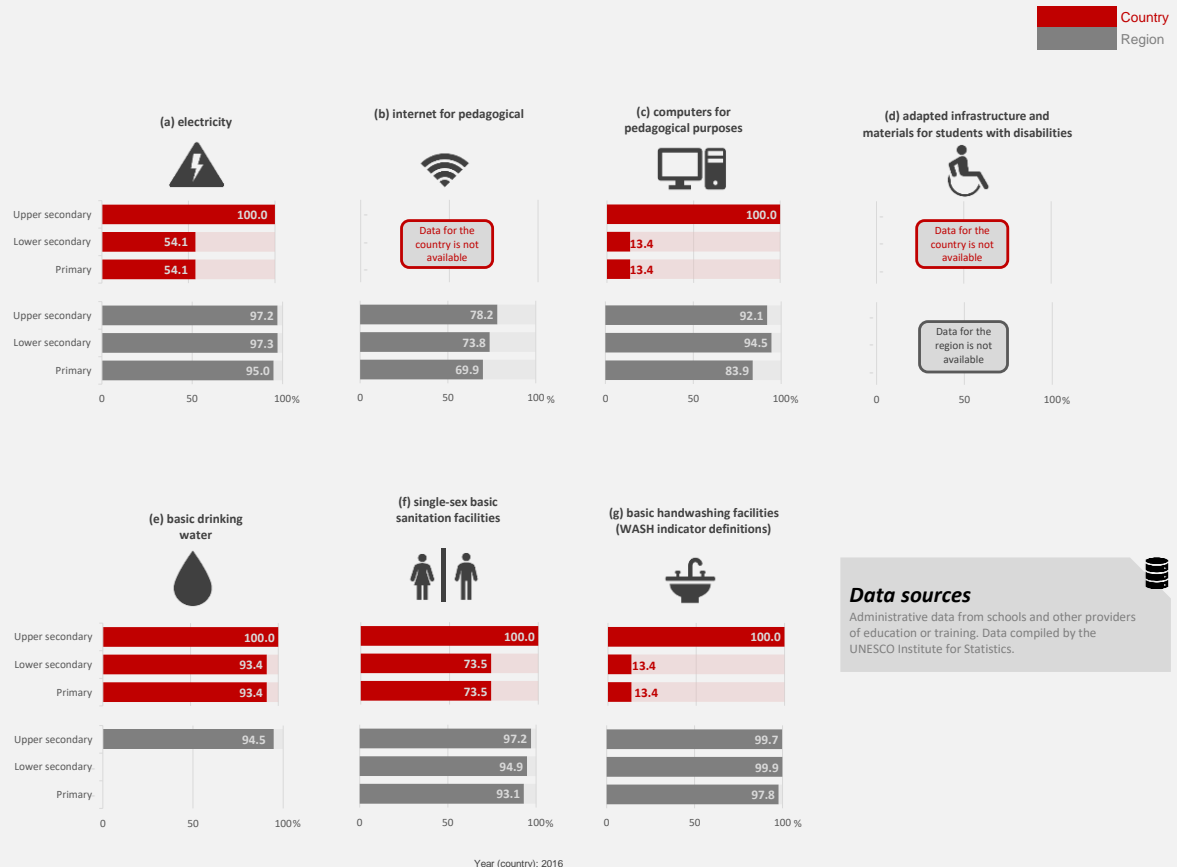 Country
Region
(a) electricity
(b) internet for pedagogical
(c) computers for
pedagogical purposes
(d) adapted infrastructure and
materials for students with disabilities
Upper secondary
100.0
Lower secondary
54.1
Primary
54.1
Data for the
country is not
available
100.0
13.4
13.4
Data for the
country is not
available
Upper secondary
97.2
Lower secondary
97.3
Primary
95.0
0 50 100%
78.2
73.8
69.9
0 50 100 %
92.1
94.5
83.9
0 50 100%
Data for the
region is not
available
0 50 100%
(e) basic drinking
water
(f) single-sex basic
sanitation facilities
(g) basic handwashing facilities
(WASH indicator definitions)
Upper secondary
100.0
Lower secondary
93.4
Primary
93.4
100.0
73.5
73.5
100.0
13.4
13.4
Data sources
Administrative data from schools and other providers
of education or training. Data compiled by the
UNESCO Institute for Statistics.
Upper secondary
94.5
Lower secondary
Primary
0 50 100%
97.2
94.9
93.1
0 50 100 %
99.7
99.9
97.8
0 50 100 %
Year (country): 2016